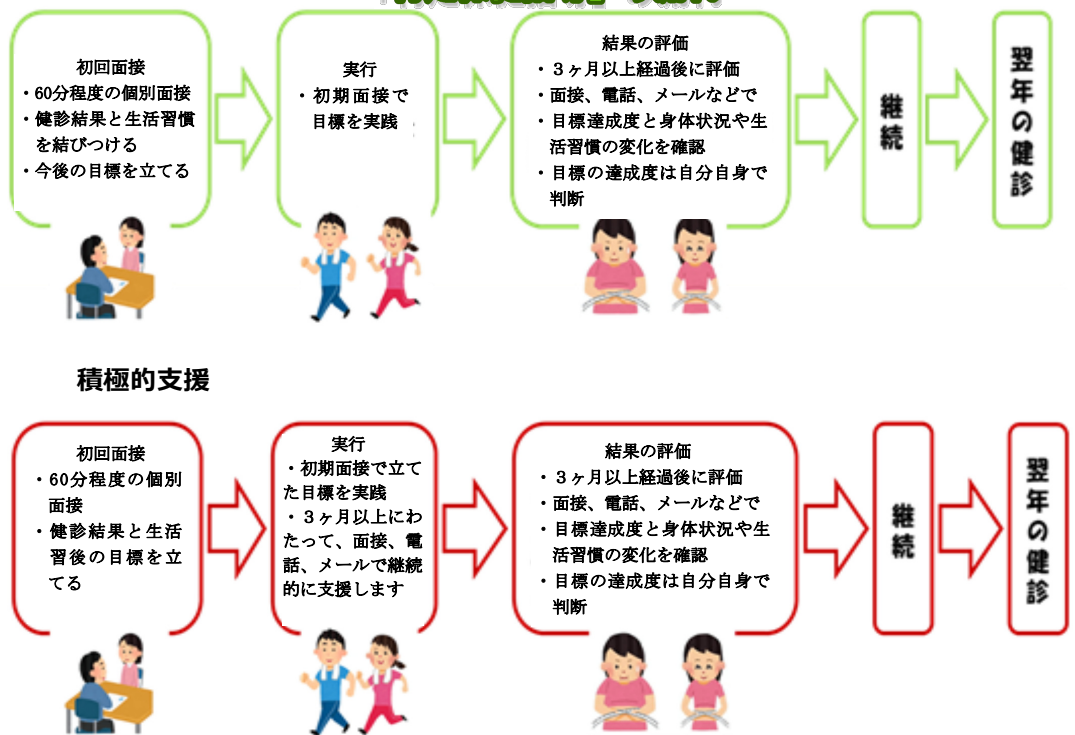 初回面接
・60分程度の個別面接
・健診結果と生活習慣
を結びつける
・今後の目標を立てる
実行
・初期面接で
目標を実践
結果の評価
・３ヶ月以上経過後に評価
・面接、電話、メールなどで
・目標達成度と身体状況や生
活習慣の変化を確認
・目標の達成度は自分自身で
判断
継続
翌年の健診
積極的支援
初回面接
・60分程度の個別
面接
・健診結果と生活
習後の目標を立
てる
実行
・初期面接で立て
た目標を実践
・３ヶ月以上にわ
たって、面接、電
話、メールで継続
的に支援します
結果の評価
・３ヶ月以上経過後に評価
・面接、電話、メールなどで
・目標達成度と身体状況や生
活習慣の変化を確認
・目標の達成度は自分自身で
判断
継続
翌年の健診